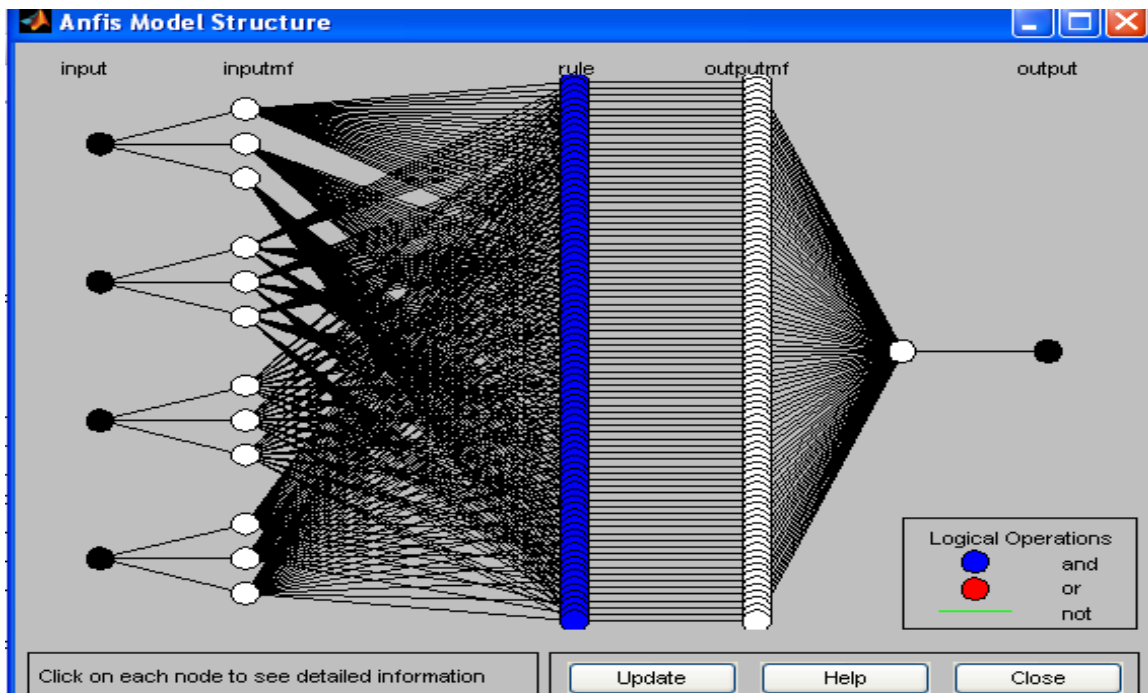 Anfis Model Structure
input inputmf rule outputmf output
Logical Operations
and
or
not
Click on each node to see detailed information
Update Help Close